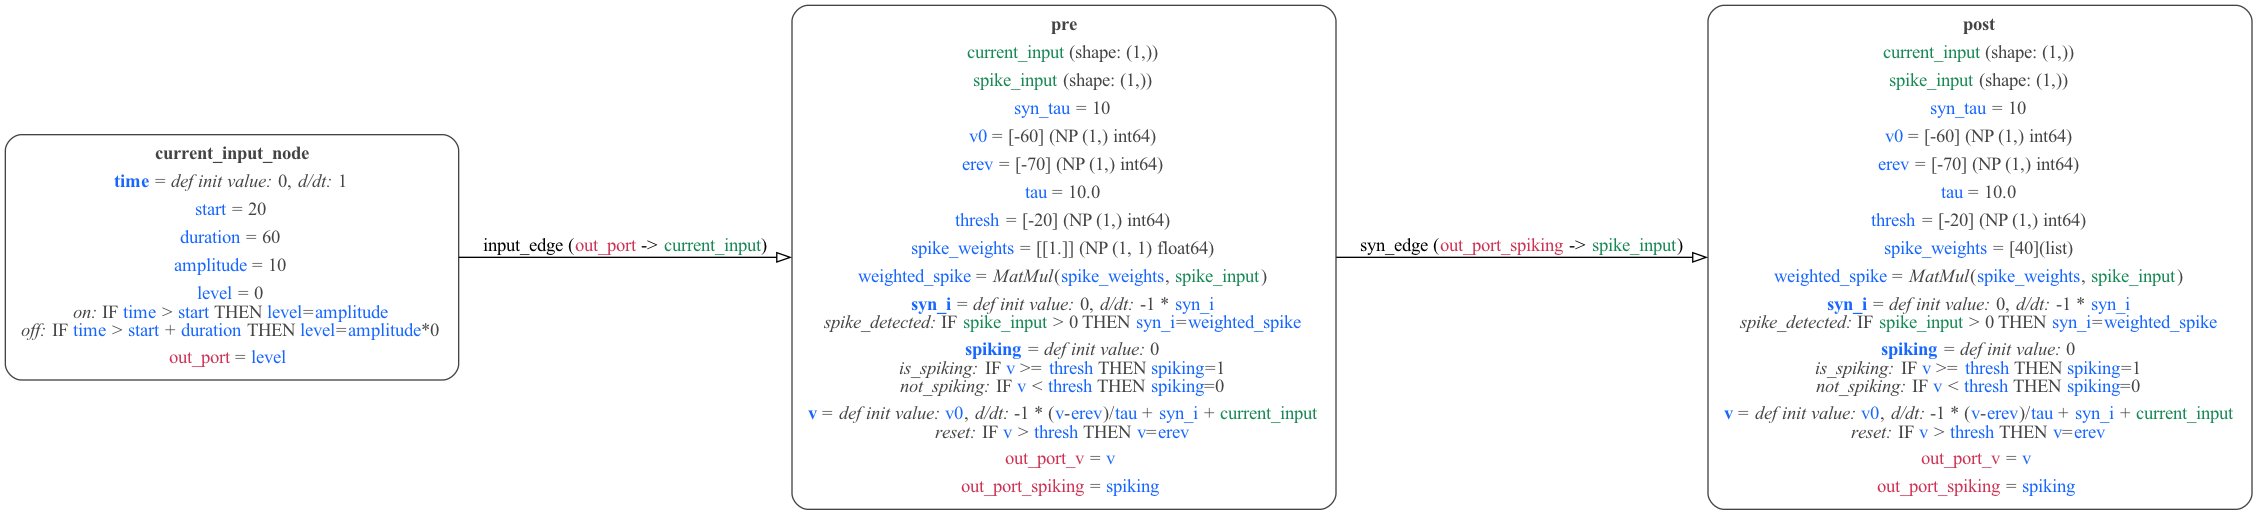 current_input_node
time = def init value: 0, d/dt: 1
start = 20
duration = 60
amplitude = 10
level = 0
on: IF time > start THEN level=amplitude
off: IF time > start + duration THEN level=amplitude*0
out_port = level
input_edge (out_port -> current_input)
pre
current_input (shape: (1,))
spike_input (shape: (1,))
syn_tau = 10
v0 = [-60] (NP (1,) int64)
erev = [-70] (NP (1,) int64)
tau = 10.0
thresh = [-20] (NP (1,) int64)
spike_weights = [[1.]] (NP (1, 1) float64)
weighted_spike = MatMul(spike_weights, spike_input)
syn_i = def init value: 0, d/dt: -1 * syn_i
spike_detected: IF spike_input > 0 THEN syn_i=weighted_spike
spiking = def init value: 0
is_spiking: IF v >= thresh THEN spiking=1
not_spiking: IF v < thresh THEN spiking=0
v = def init value: v0, d/dt: -1 * (v-erev)/tau + syn_i + current_input
reset: IF v > thresh THEN v=erev
out_port_v = v
out_port_spiking = spiking
syn_edge (out_port_spiking -> spike_input)
post
current_input (shape: (1,))
spike_input (shape: (1,))
syn_tau = 10
v0 = [-60] (NP (1,) int64)
erev = [-70] (NP (1,) int64)
tau = 10.0
thresh = [-20] (NP (1,) int64)
spike_weights = [40](list)
weighted_spike = MatMul(spike_weights, spike_input)
syn_i = def init value: 0, d/dt: -1 * syn_i
spike_detected: IF spike_input > 0 THEN syn_i=weighted_spike
spiking = def init value: 0
is_spiking: IF v >= thresh THEN spiking=1
not_spiking: IF v < thresh THEN spiking=0
v = def init value: v0, d/dt: -1 * (v-erev)/tau + syn_i + current_input
reset: IF v > thresh THEN v=erev
out_port_v = v
out_port_spiking = spiking